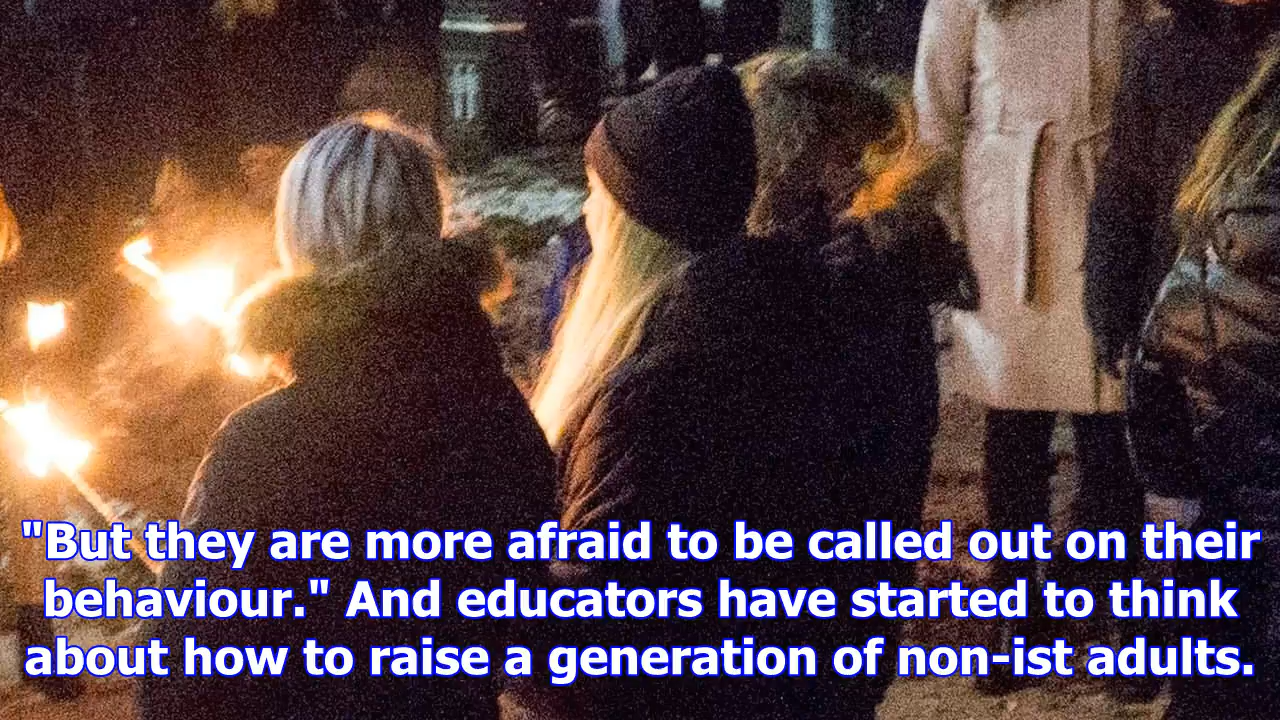 "But they are more afraid to be called out on their
behaviour." And educators have started to think
about how to raise a generation of non-ist adults.